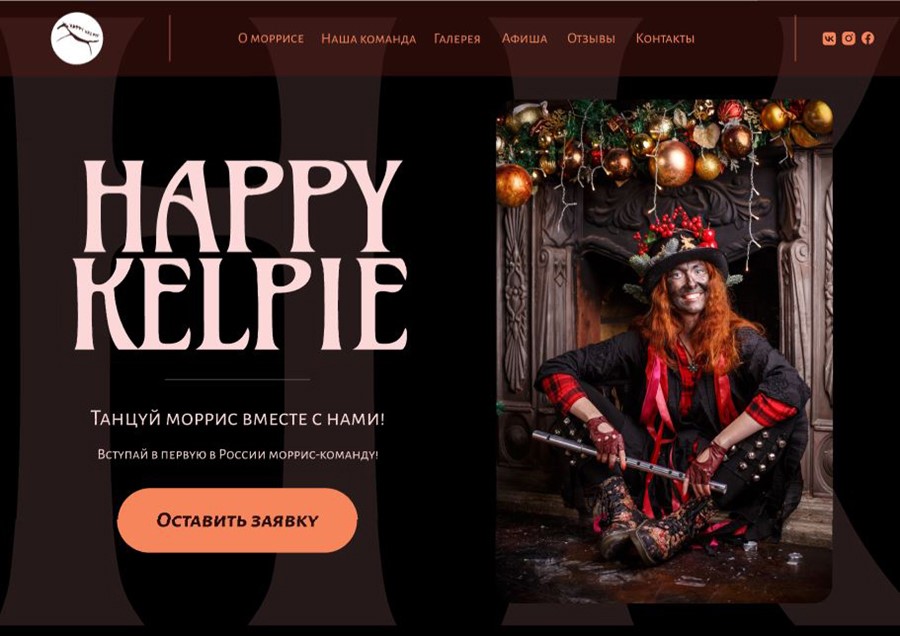 HAPPY KELPIE
О МОРРИСЕ
НАША КОМАНДА
ГАЛЕРЕЯ
АФИША
ОТЗЫВЫ
КОНТАКТЫ
HAPPY
KELPIE
ТАНЦУЙ МОРРИС ВМЕСТЕ С НАМИ!
ВСТУПАЙ В ПЕРВУЮ В РОССИИ МОРРИС-КОМАНДУ!
ОСТАВИТЬ ЗАЯВКУ